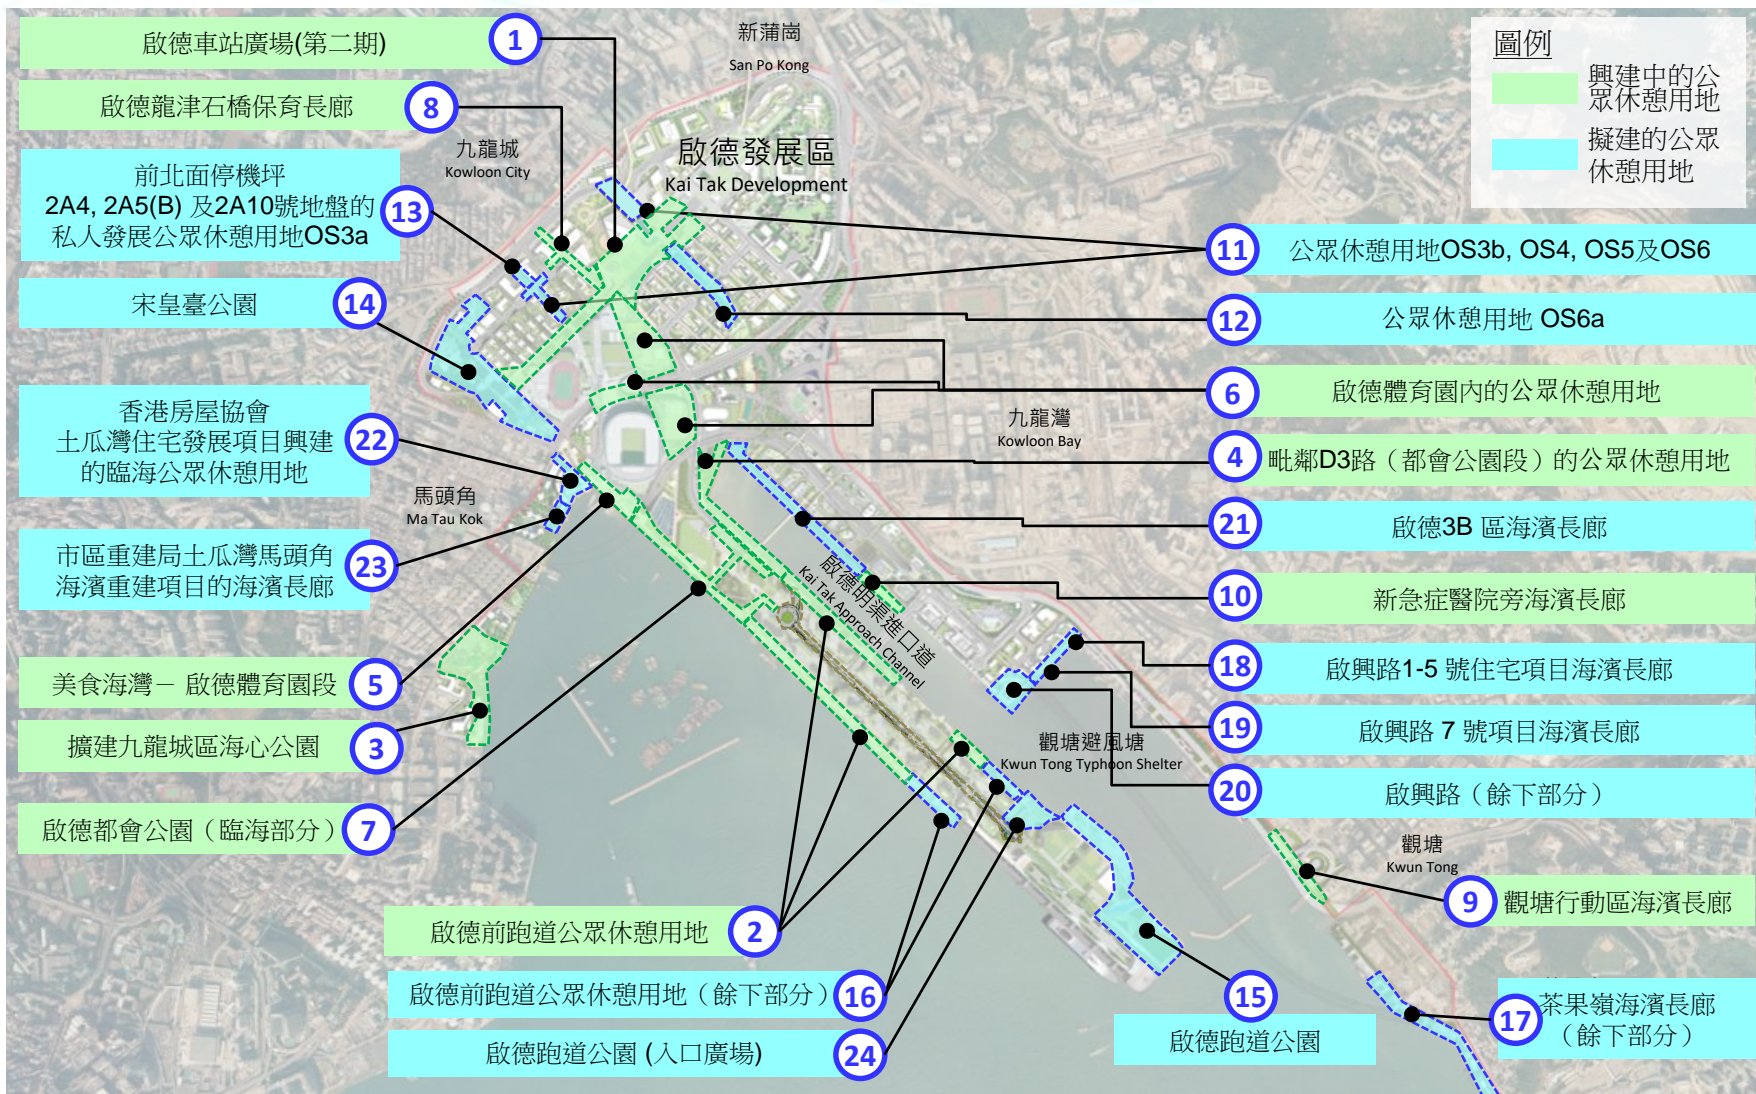 啟德車站廣場(第二期)
1
啟德龍津石橋保育長廊
8
前北面停機坪
2A4, 2A5(B) 及2A10號地盤的
私人發展公眾休憩用地OS3a
13
宋皇臺公園
14
香港房屋協會
土瓜灣住宅發展項目興建
的臨海公眾休憩用地
22
市區重建局土瓜灣馬頭角
海濱重建項目的海濱長廊
23
美食海灣－ 啟德體育園段
5
擴建九龍城區海心公園
3
啟德都會公園（臨海部分）
7
新蒲崗
San Po Kong
九龍城
Kowloon City
啟德發展區
Kai Tak Development
九龍灣
Kowloon Bay
馬頭角
Ma Tau Kok
啟德明渠進口道
Kai Tak Approach Channel
觀塘避風塘
Kwun Tong Typhoon Shelter
觀塘
Kwun Tong
圖例
興建中的公
眾休憩用地
擬建的公眾
休憩用地
11
公眾休憩用地OS3b, OS4, OS5及OS6
12
公眾休憩用地 OS6a
6
啟德體育園內的公眾休憩用地
4
毗鄰D3路（都會公園段）的公眾休憩用地
21
啟德3B 區海濱長廊
10
新急症醫院旁海濱長廊
18
啟興路1-5 號住宅項目海濱長廊
19
啟興路 7 號項目海濱長廊
20
啟興路（餘下部分）
9
觀塘行動區海濱長廊
啟德前跑道公眾休憩用地
2
啟德前跑道公眾休憩用地（餘下部分）
16
啟德跑道公園 (入口廣場)
24
15
啟德跑道公園
17
茶果嶺海濱長廊
（餘下部分）